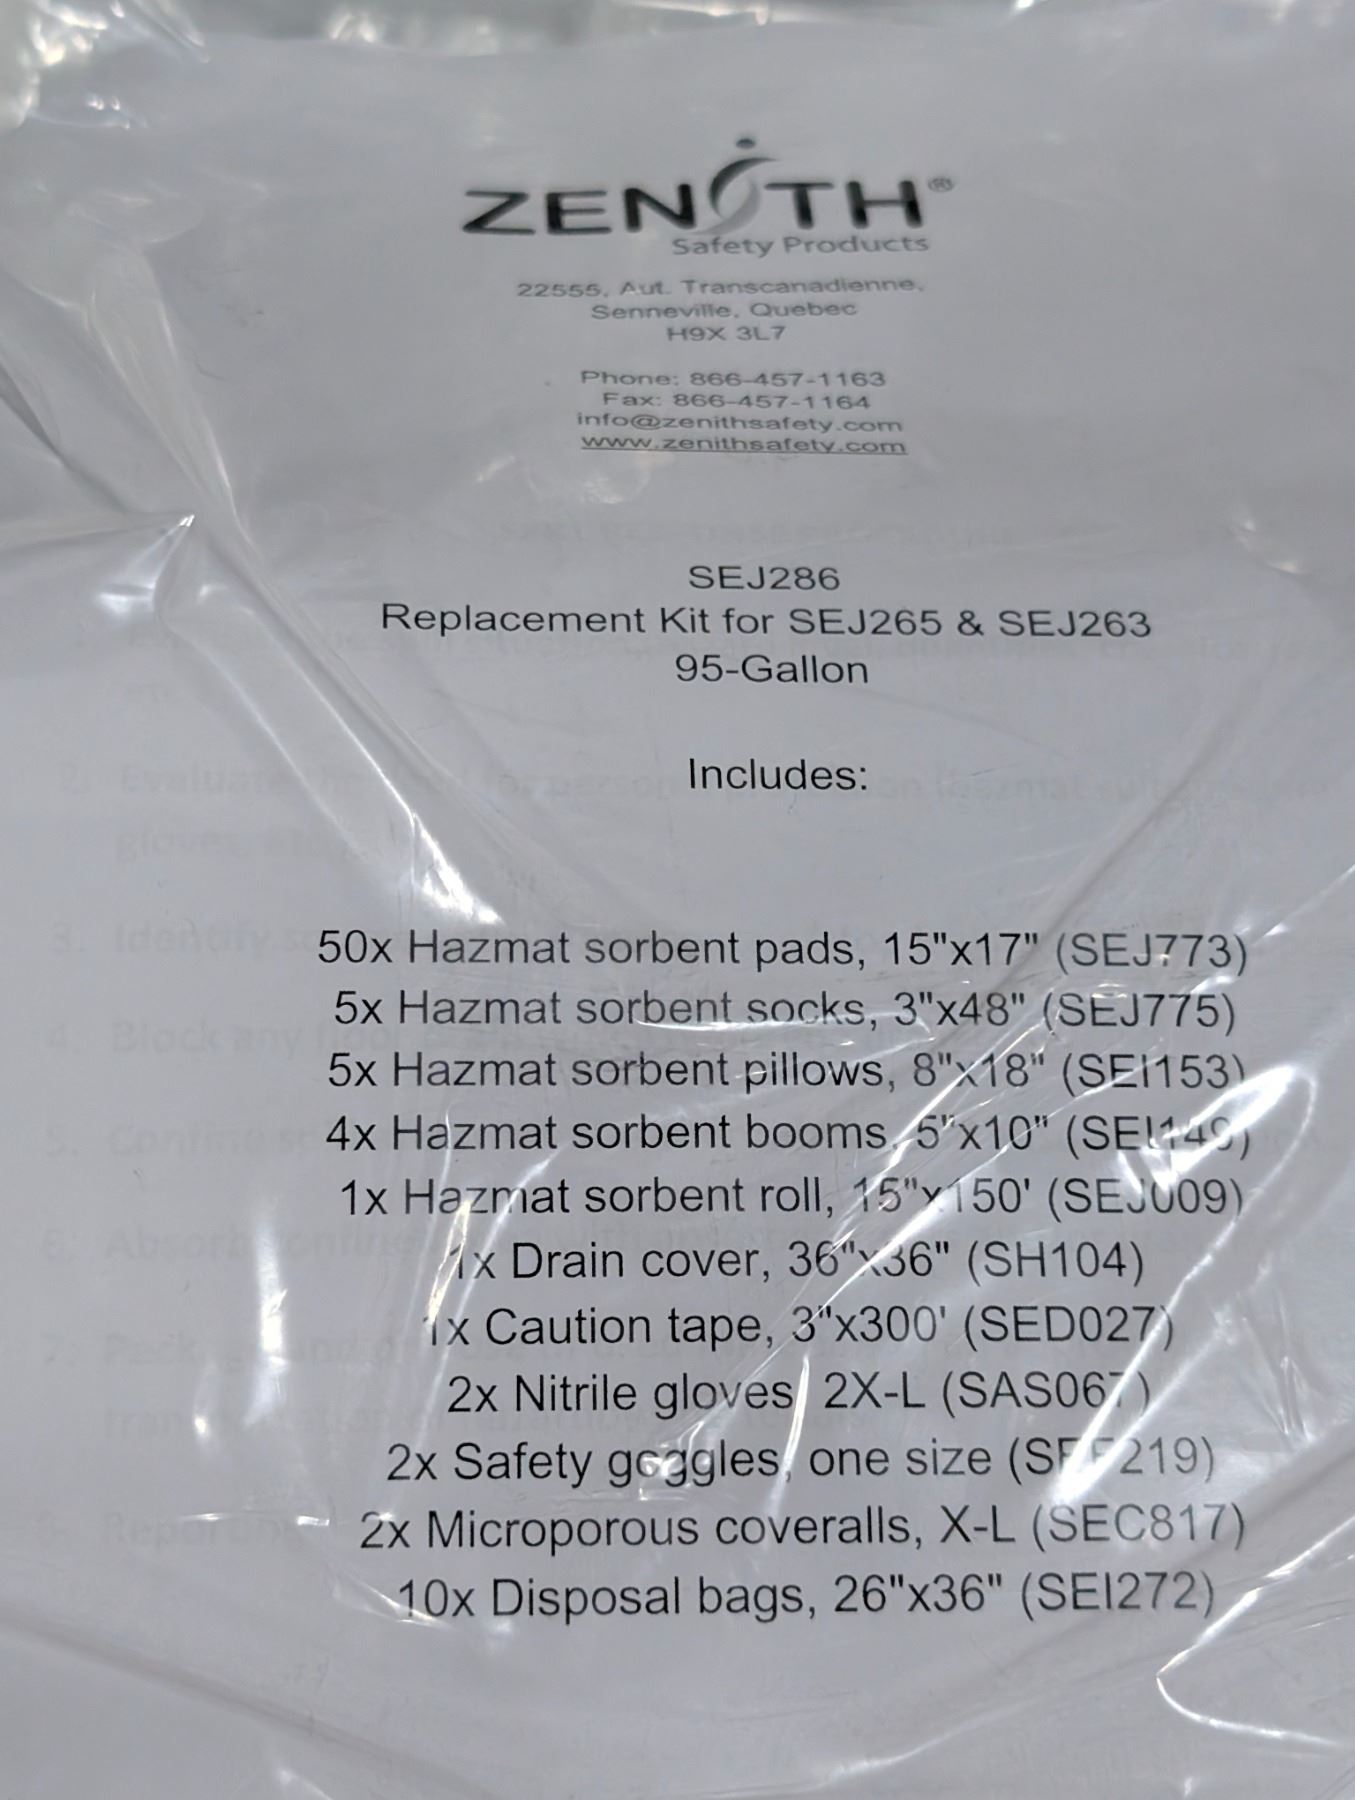 ZENITH®
Safety Products
22555, Aut. Transcanadienne,
Senneville, Quebec
H9X 3L7
Phone: 866-457-1163
Fax: 866-457-1164
info@zenithsafety.com
www.zenithsafety.com
SEJ286
Replacement Kit for SEJ265 & SEJ263
95-Gallon
Includes:
50x Hazmat sorbent pads, 15"x17" (SEJ773)
5x Hazmat sorbent socks, 3"x48" (SEJ775)
5x Hazmat sorbent pillows, 8"x18" (SEI153)
4x Hazmat sorbent booms, 5"x10"
1x Hazmat sorbent roll, 15"x150' (SEJ009)
1x Drain cover, 36"x36" (SH104)
1x Caution tape, 3"x300' (SED027)
2x Nitrile gloves, 2X-L (SAS067)
2x Safety goggles, one size
2x Microporous coveralls, X-L (SEC817)
10x Disposal bags, 26"x36" (SEI272)